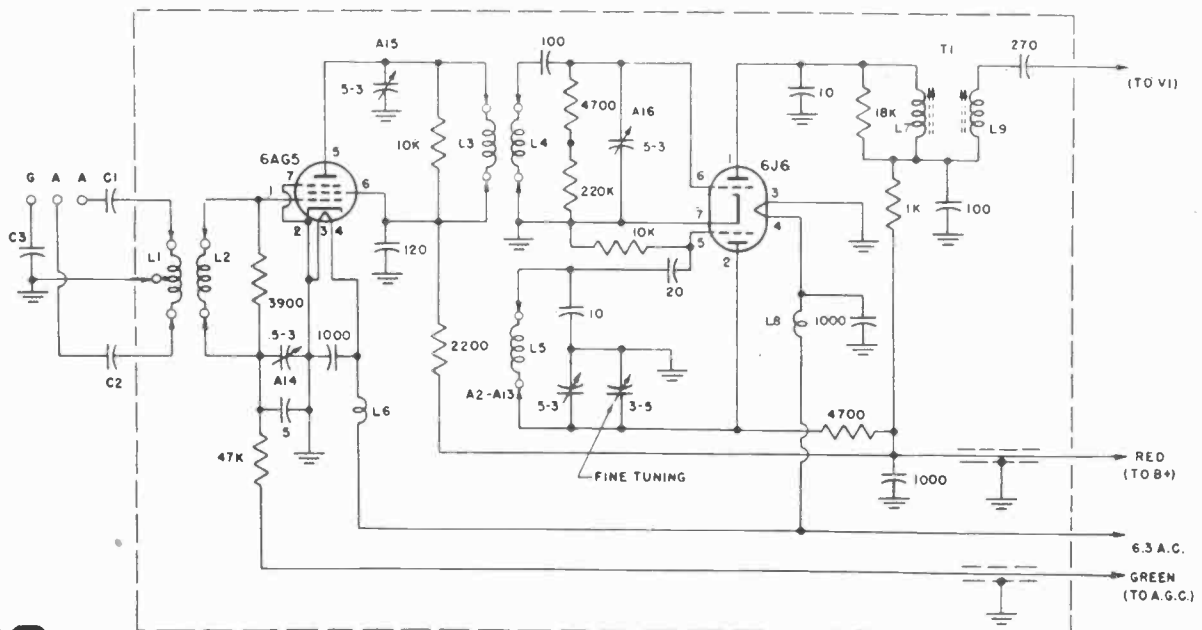 G A A C1
C3
C2
L1
L2
3900
.5-3
A14
5
47K
1000
L6
6AG5
7
1
2 3 4
5
6
A15
5-3
10K
120
2200
L3
L4
100
4700
220K
A16
5-3
10K
20
10
L5
A2-A13
5-3
3-5
FINE TUNING
6J6
1
6
7
5
2
3
4
10
18K
L7
T1
L9
270
(TO V1)
1K
100
L8
1000
4700
1000
RED
(TO B+)
6.3 A.C.
GREEN
(TO A.G.C.)